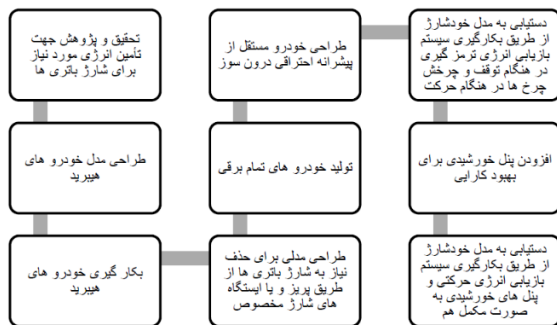 تحقیق و پژوهش جهت
تأمین انرژی مورد نیاز
برای شارژ باتری ها
طراحی مدل خودرو های
هیبرید
بکار گیری خودرو های
هیبرید
طراحی مدلی برای حذف
نیاز به شارژ باتری ها از
طریق پریز و یا ایستگاه
های شارژ مخصوص
تولید خودرو های تمام برقی
طراحی خودرو مستقل از
پیشرانه احتراقی درون سوز
دستیابی به مدل خودشارژ
از طریق بکارگیری سیستم
بازیابی انرژی ترمز گیری
در هنگام توقف و چرخش
چرخ ها در هنگام حرکت
افزودن پنل خورشیدی برای
بهبود کارایی
دستیابی به مدل خودشارژ
از طریق بکارگیری سیستم
بازیابی انرژی حرکتی و
پنل های خورشیدی به
صورت مکمل هم